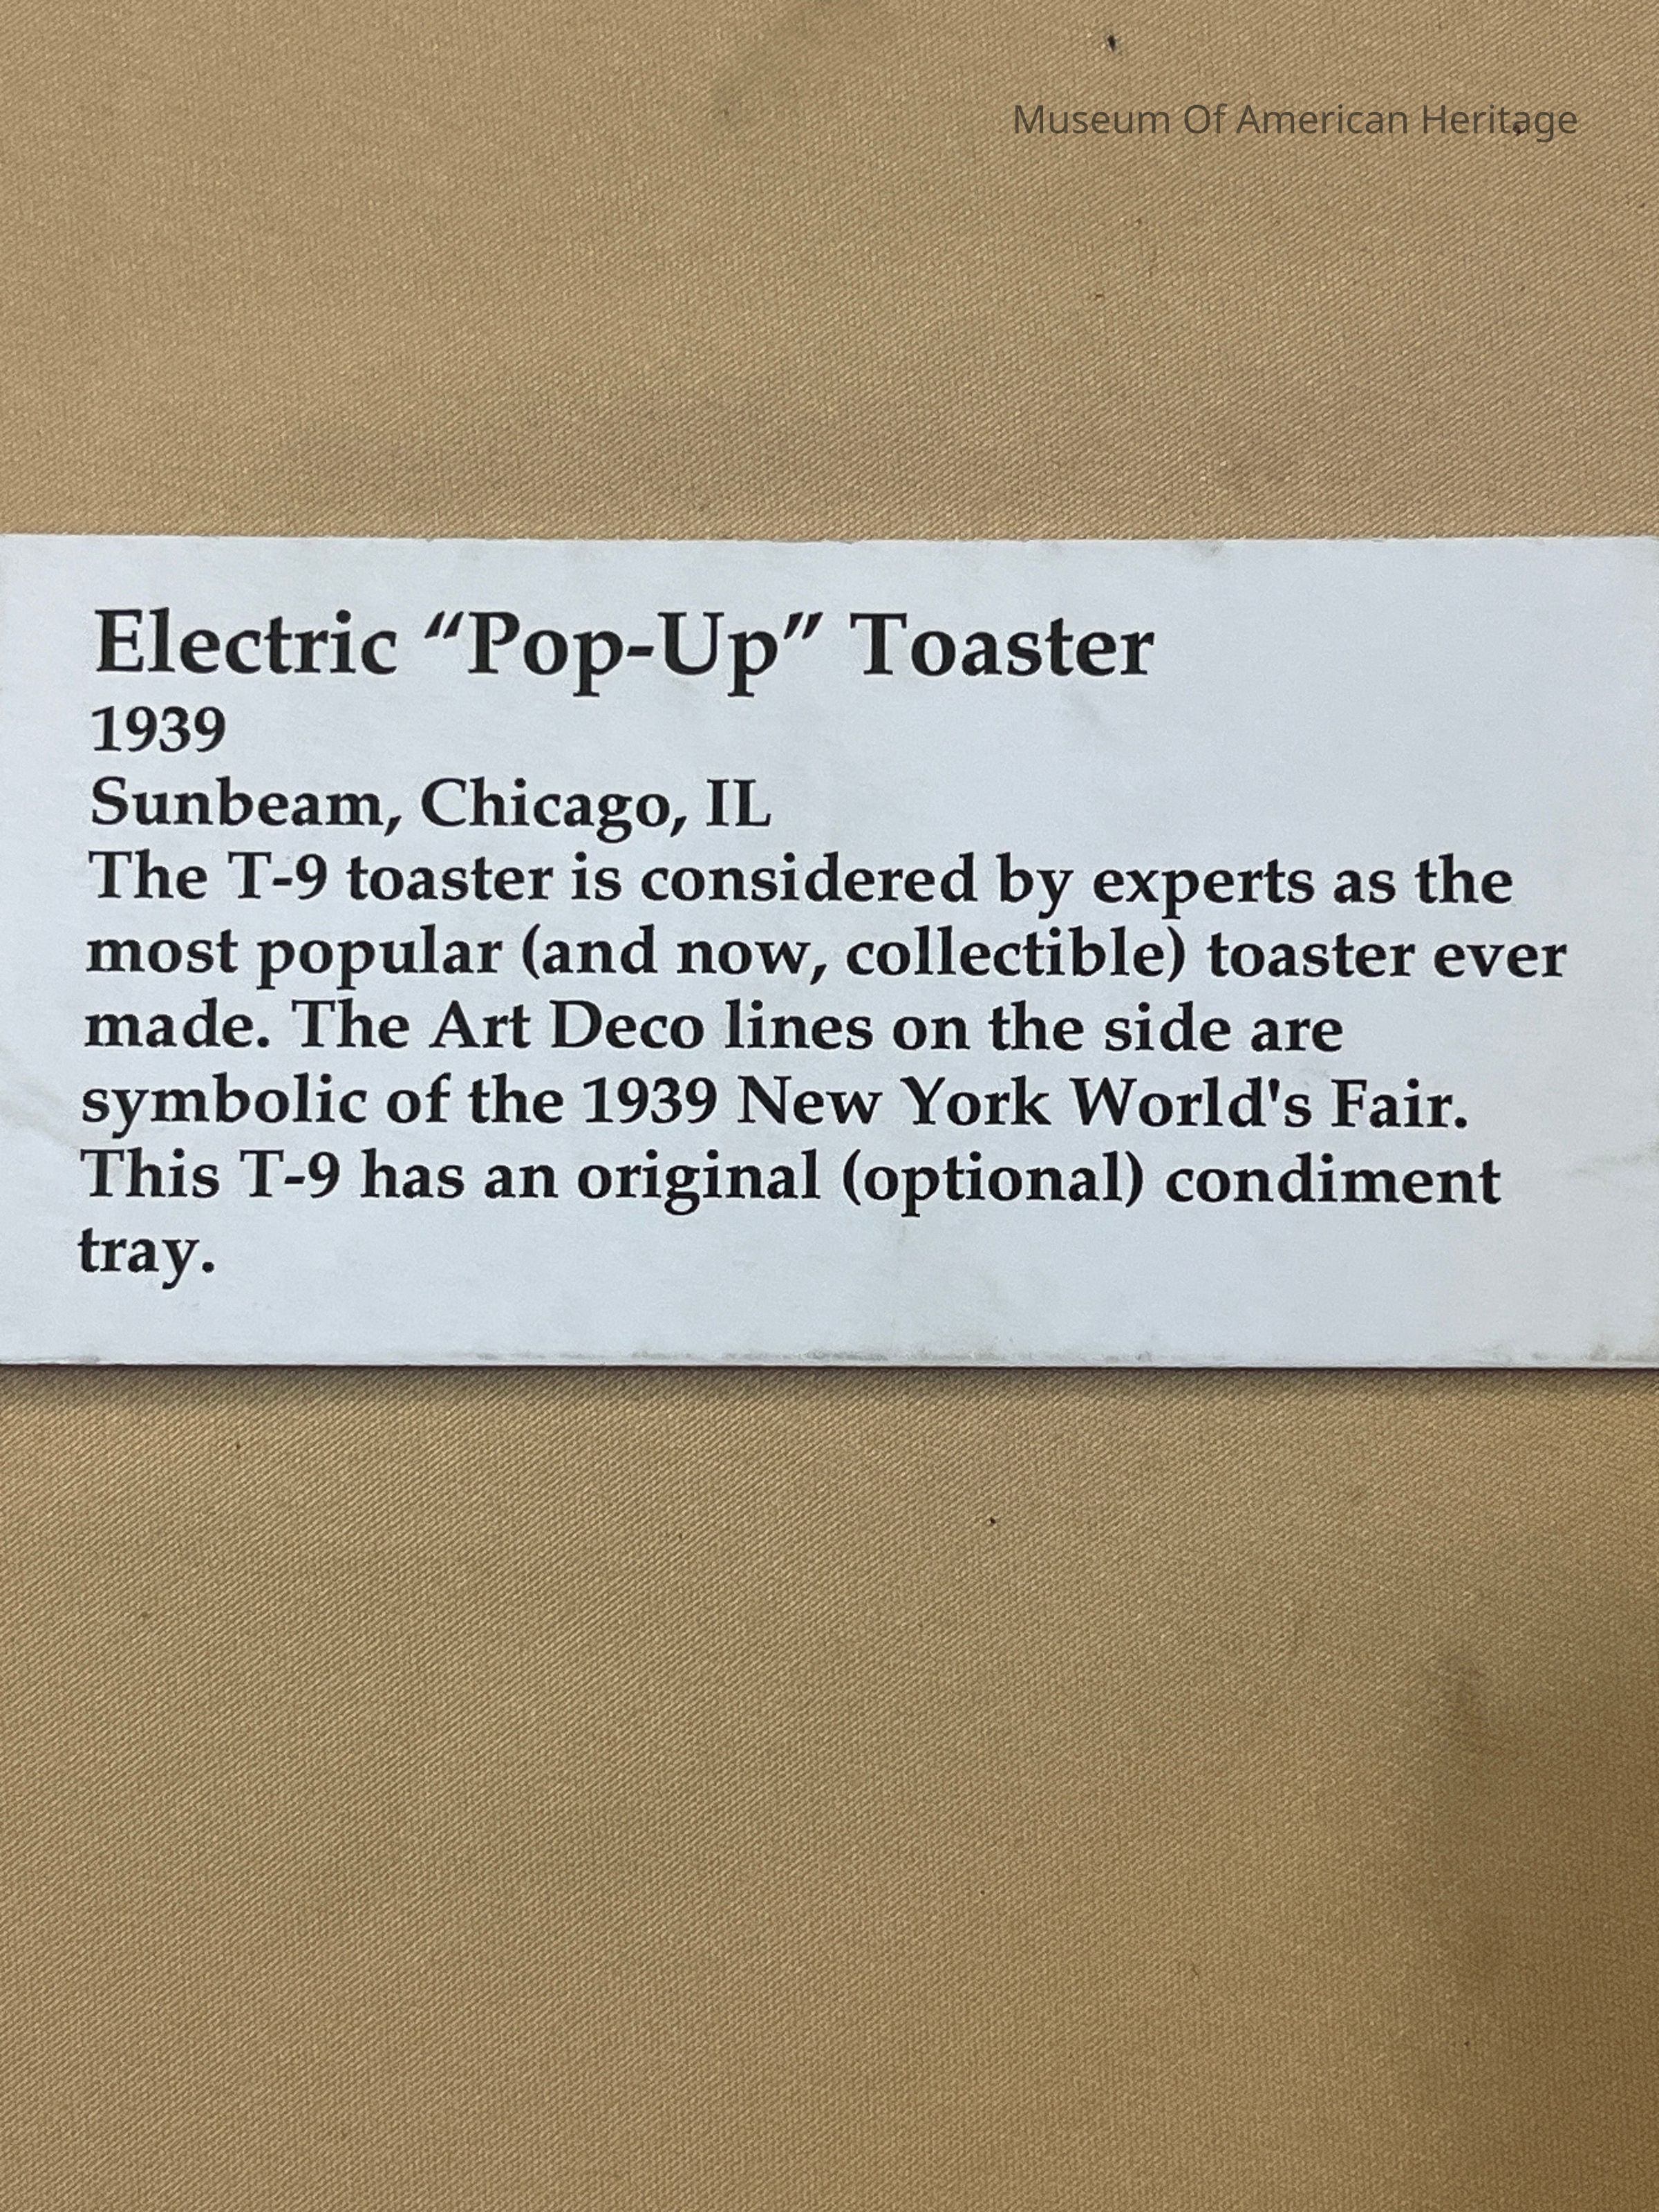 Museum Of American Heritage
Electric “Pop-Up” Toaster
1939
Sunbeam, Chicago, IL
The T-9 toaster is considered by experts as the
most popular (and now, collectible) toaster ever
made. The Art Deco lines on the side are
symbolic of the 1939 New York World's Fair.
This T-9 has an original (optional) condiment
tray.